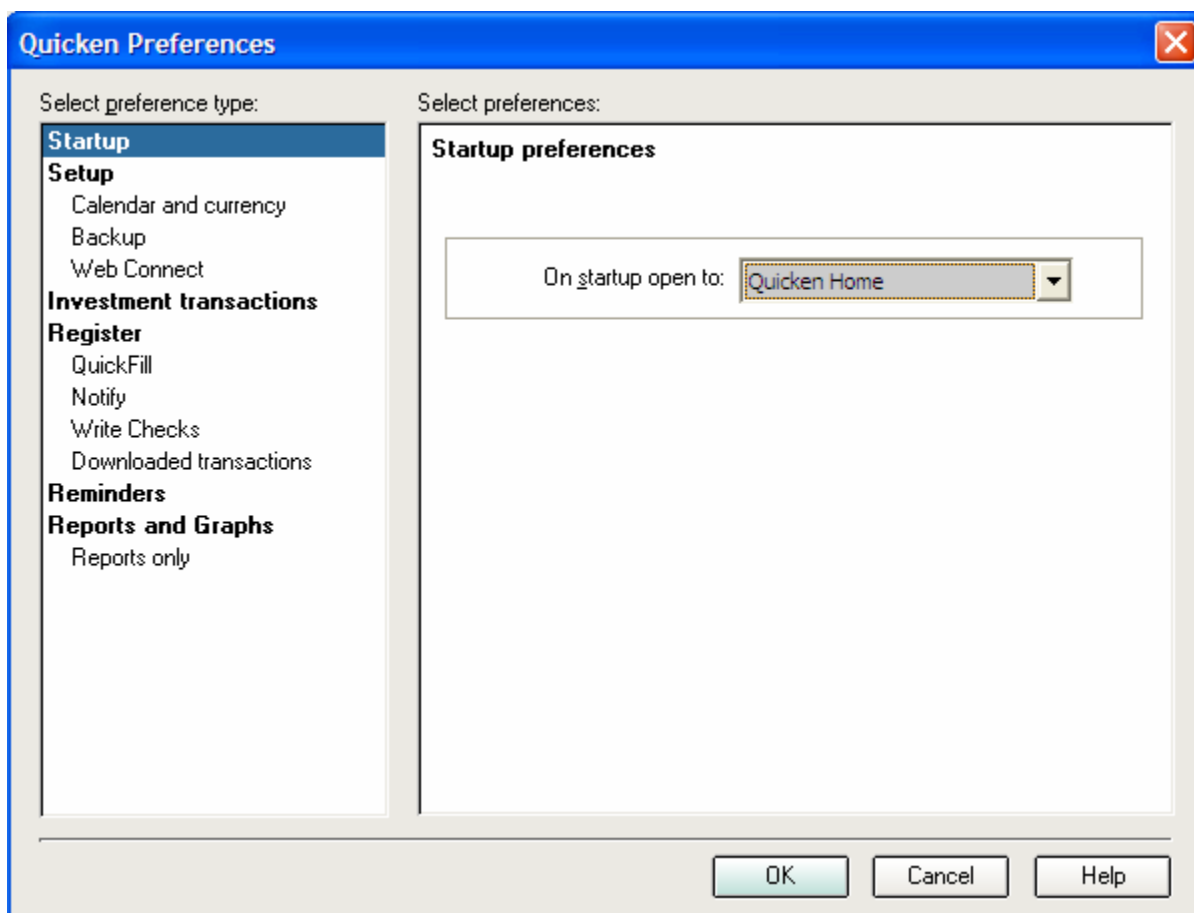 Quicken Preferences
Select preference type:
Startup
Setup
Calendar and currency
Backup
Web Connect
Investment transactions
Register
QuickFill
Notify
Write Checks
Downloaded transactions
Reminders
Reports and Graphs
Reports only
Select preferences:
Startup preferences
On startup open to: Quicken Home
OK Cancel Help